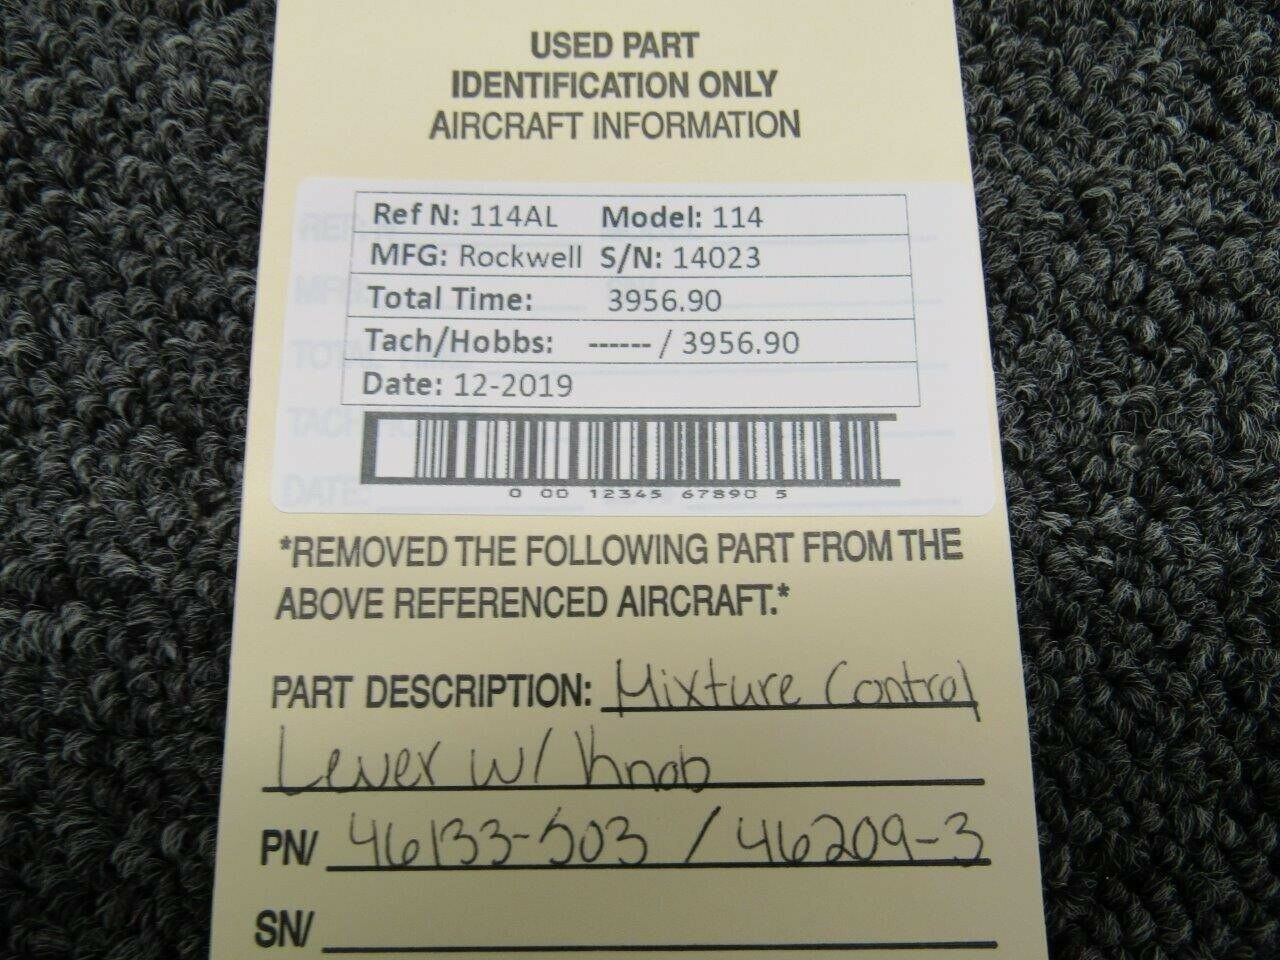 USED PART
IDENTIFICATION ONLY
AIRCRAFT INFORMATION
Ref N: 114AL Model: 114
MFG: Rockwell S/N: 14023
Total Time: 3956.90
Tach/Hobbs: ------ / 3956.90
Date: 12-2019
0 00 12345 67890 5
*REMOVED THE FOLLOWING PART FROM THE
ABOVE REFERENCED AIRCRAFT.*
PART DESCRIPTION: Mixture Control
Lever w/ Knob
PN/ 46133-503 / 46209-3
SN/